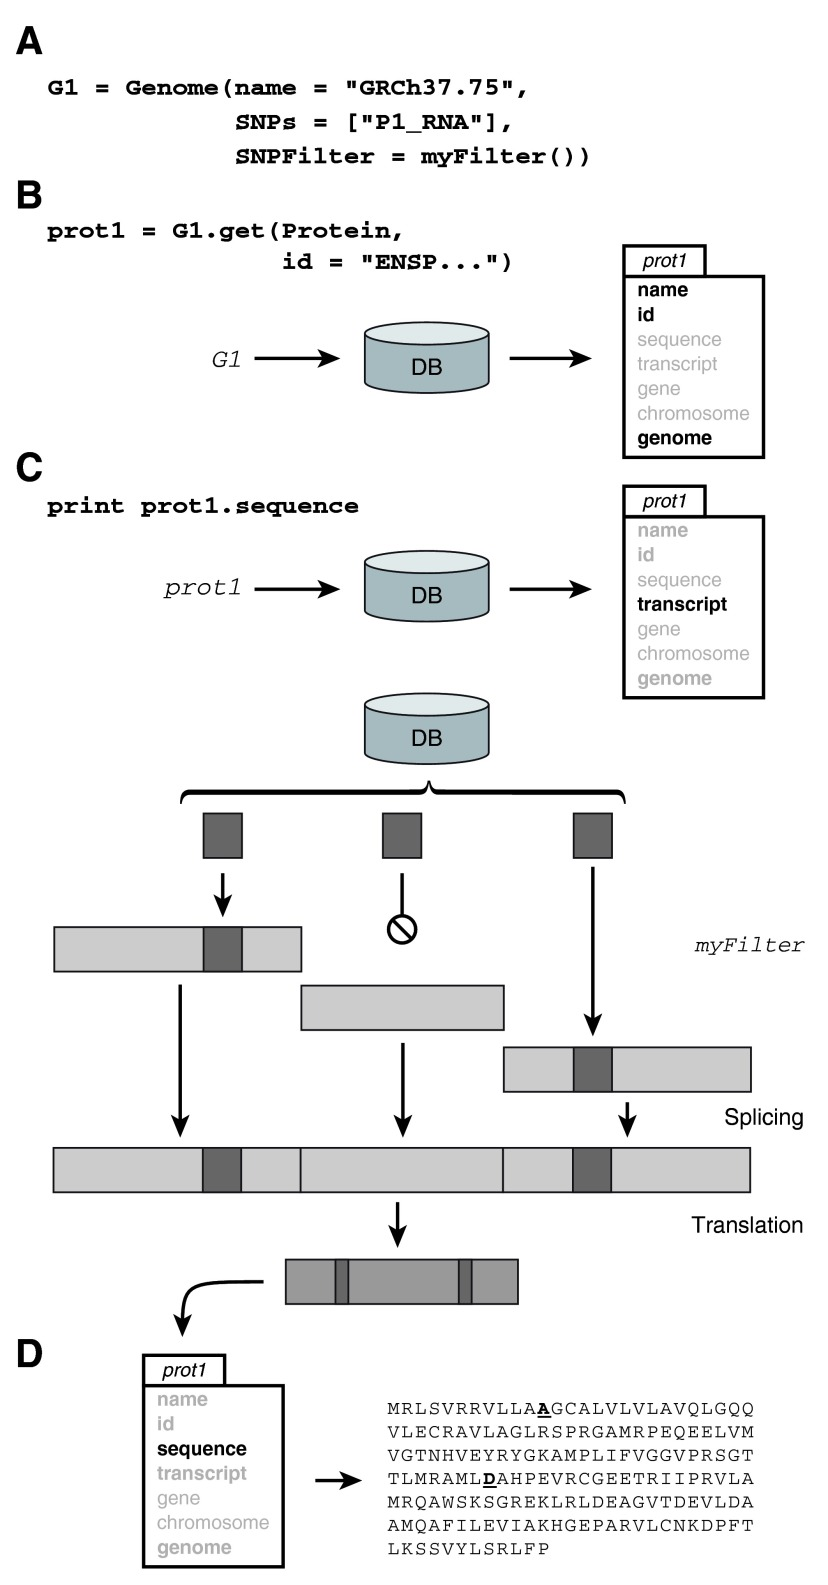 A
G1 = Genome(name = "GRCh37.75",
SNPs = ["P1_RNA"],
SNPFilter = myFilter())
B
prot1 = G1.get(Protein,
id = "ENSP...")
prot1
name
id
sequence
transcript
gene
chromosome
genome
G1
DB
C
print prot1.sequence
prot1
name
id
sequence
transcript
gene
chromosome
genome
prot1
DB
DB
myFilter
Splicing
Translation
D
prot1
name
id
sequence
transcript
gene
chromosome
genome
MRLSVRRVLLAAGCALVLVLAVQLGQQ
VLECRAVLAGLRSPRGAMRPEQEELVM
VGTNHVEYRYGKAMPLIFVGGVPRSGT
TLMRAMLDAHPEVRCGEETRIIPRVLA
MRQAWSKSGREKLRLDEAGVTDEVLDA
AMQAFILEVIAKHGEPARVLCNKDPFT
LKSSVYLSRLFP